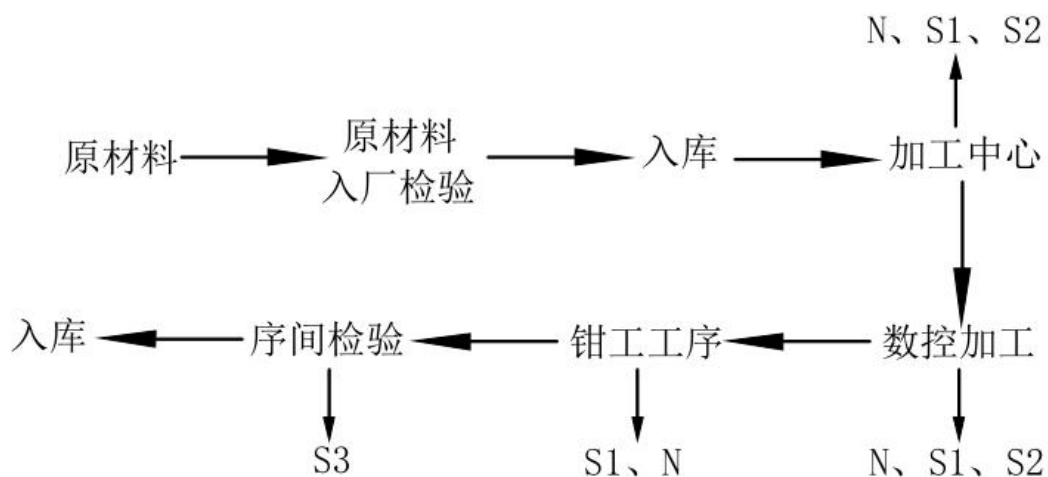 N、S1、S2
原材料
原材料
入厂检验
入库
加工中心
入库
序间检验
钳工工序
数控加工
S3
S1、N
N、S1、S2